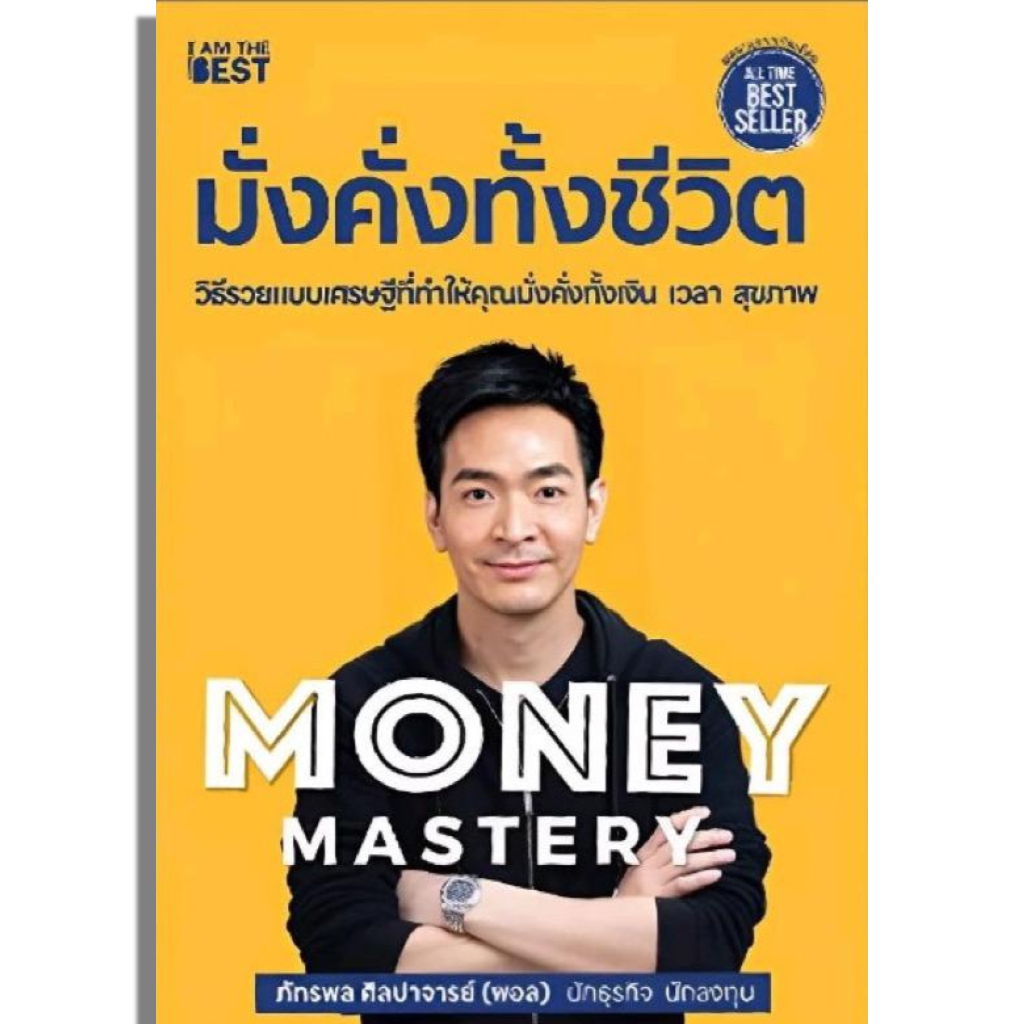 I AM THE
BEST
ALL TIME
BEST
SELLER
มั่งคั่งทั้งชีวิต
วิธีรวยแบบเศรษฐีที่ทำให้คุณมั่งคั่งทั้งเงิน เวลา สุขภาพ
MONEY
MASTERY
ภัทรพล ศิลปาจารย์ (พอล) นักธุรกิจ นักลงทุน